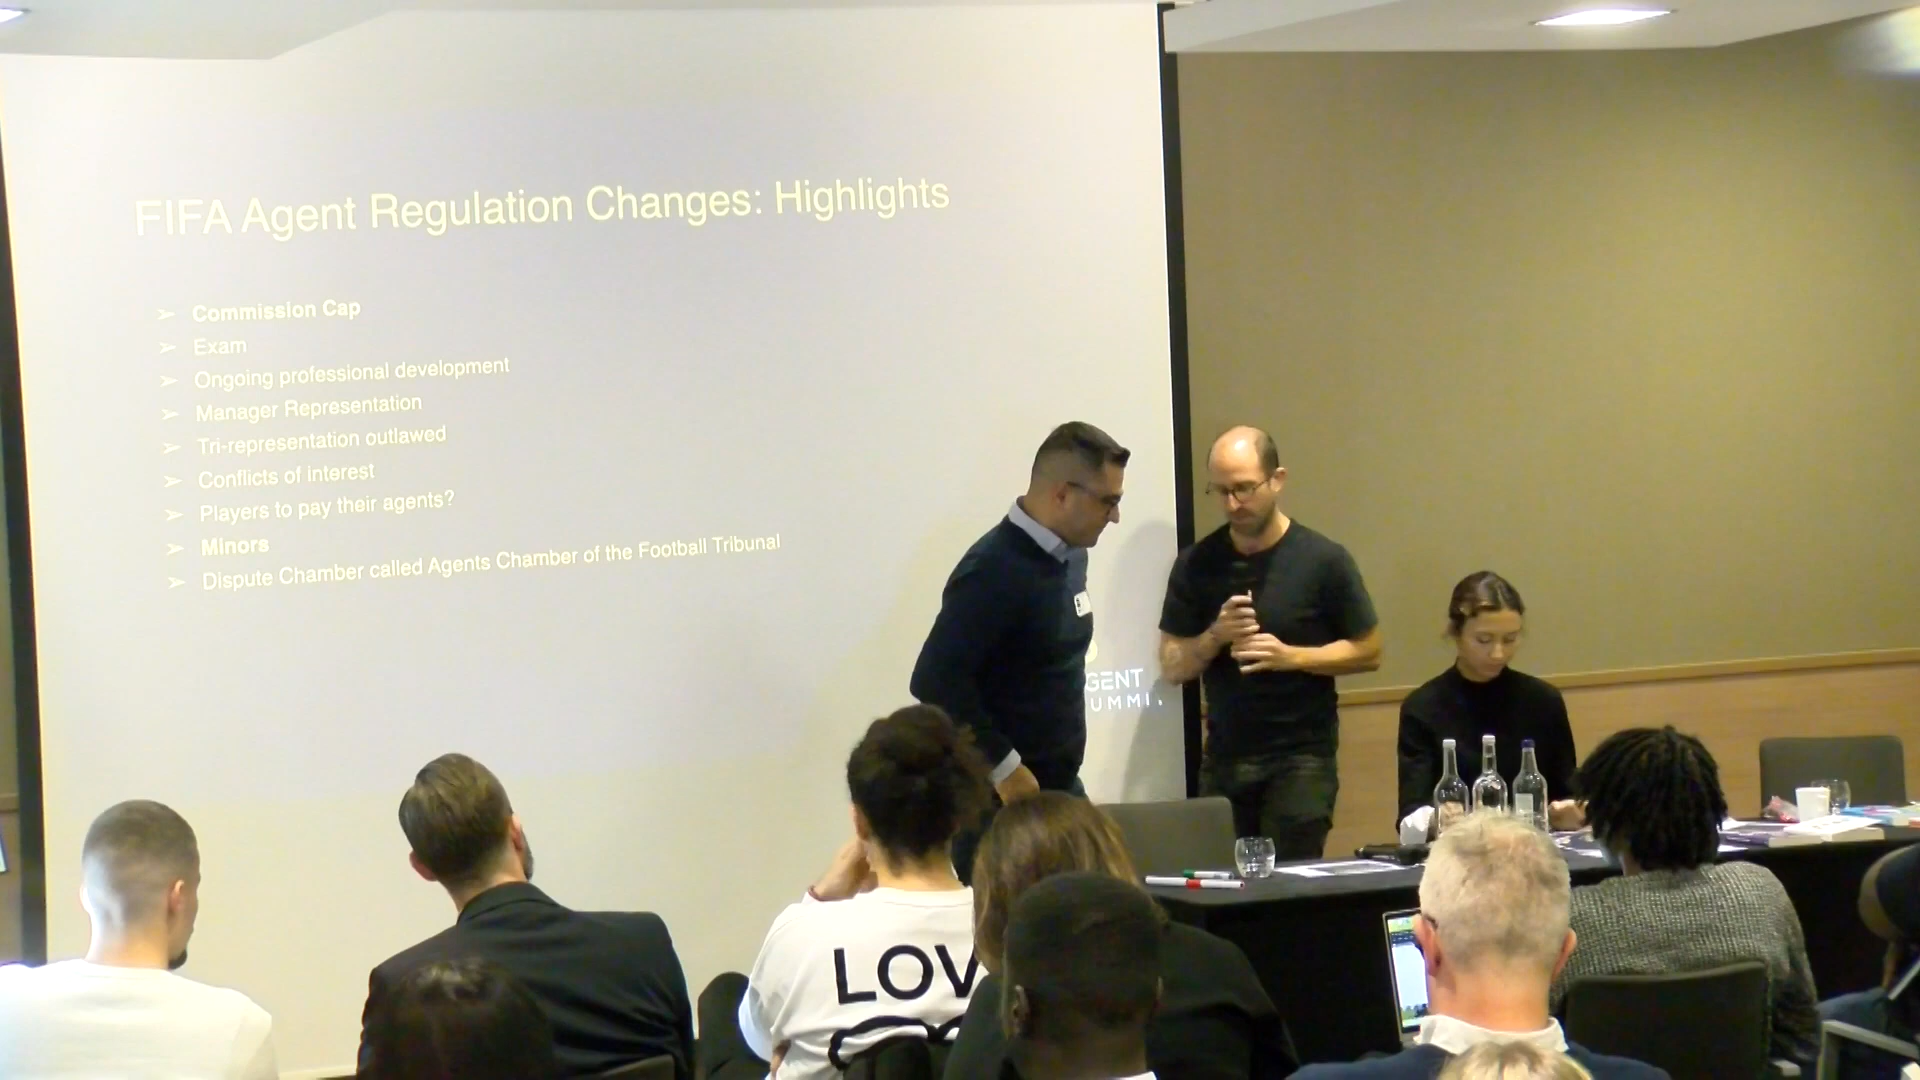 FIFA Agent Regulation Changes: Highlights
➢ Commission Cap
➢ Exam
➢ Ongoing professional development
➢ Manager Representation
➢ Tri-representation outlawed
➢ Conflicts of interest
➢ Players to pay their agents?
➢ Minors
➢ Dispute Chamber called Agents Chamber of the Football Tribunal
GENT
UMMI
LOV